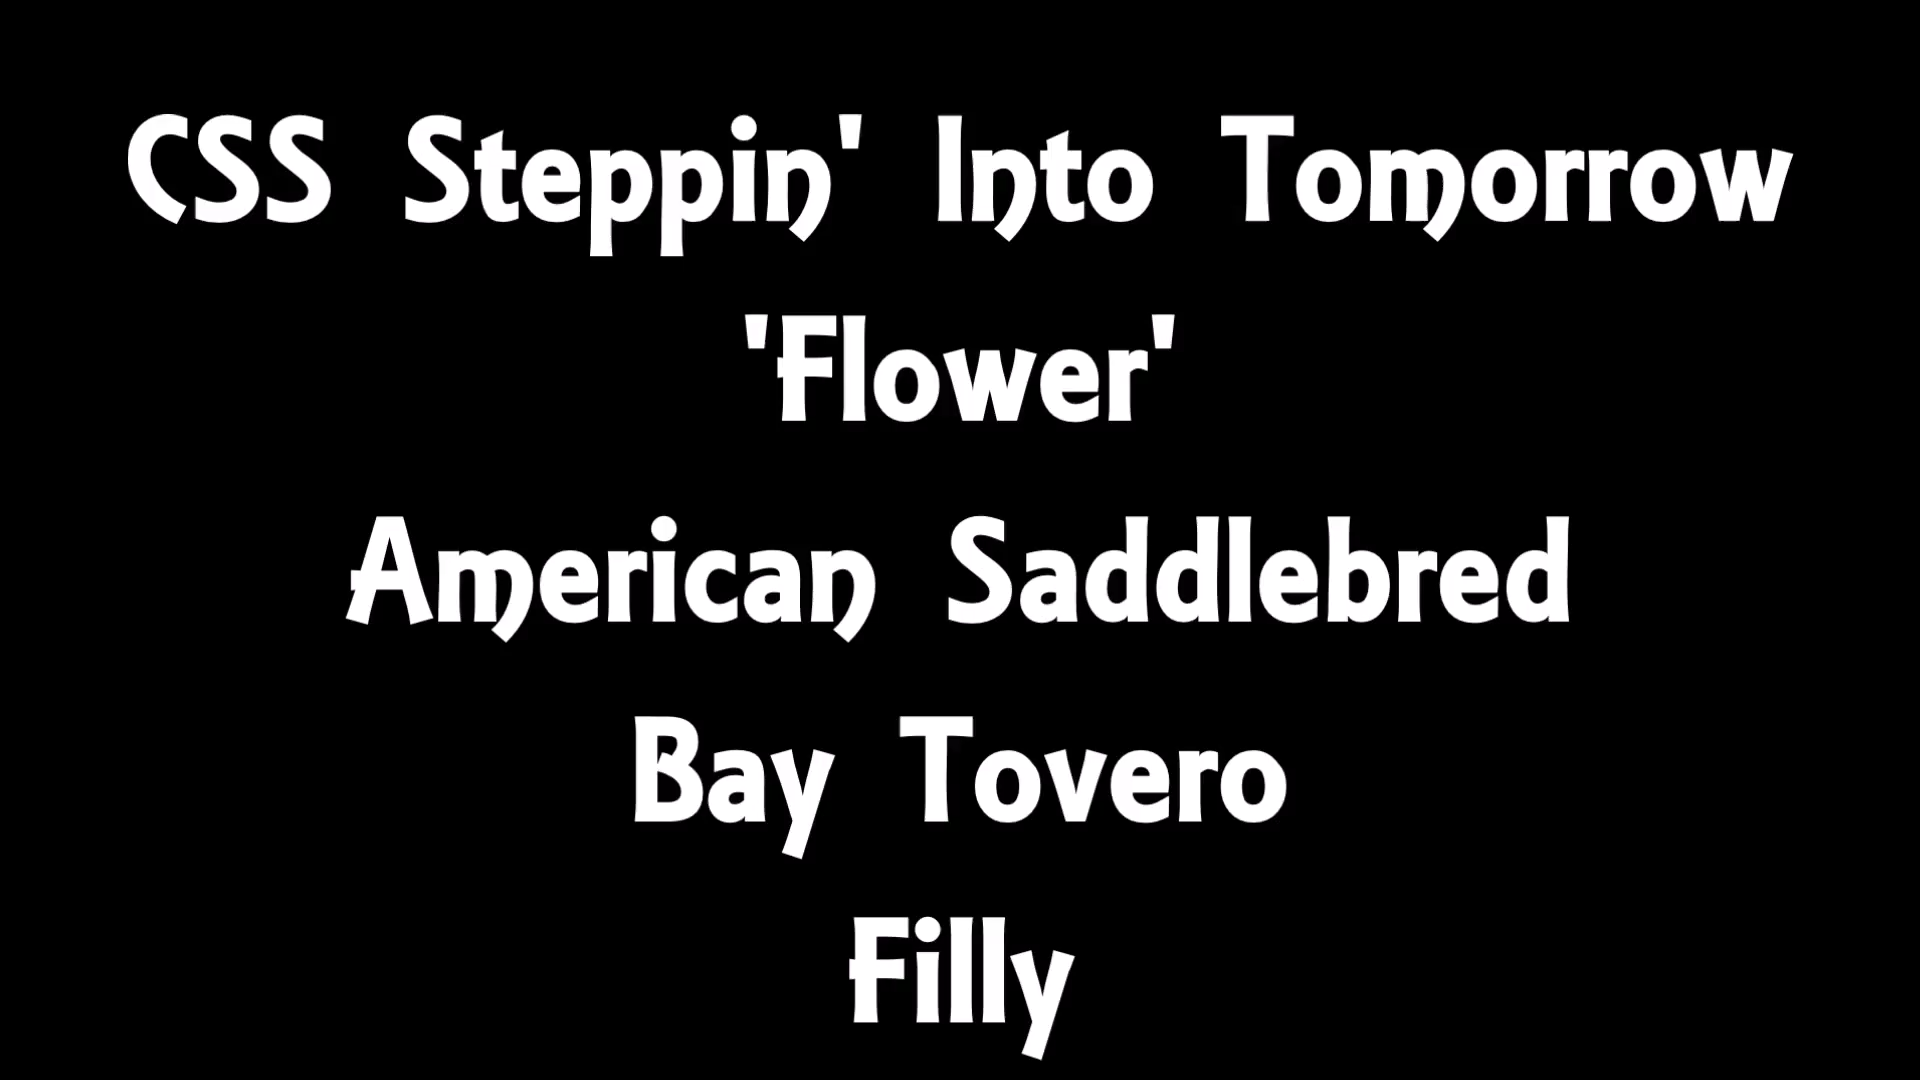 CSS Steppin' Into Tomorrow
'Flower'
American Saddlebred
Bay Tovero
Filly